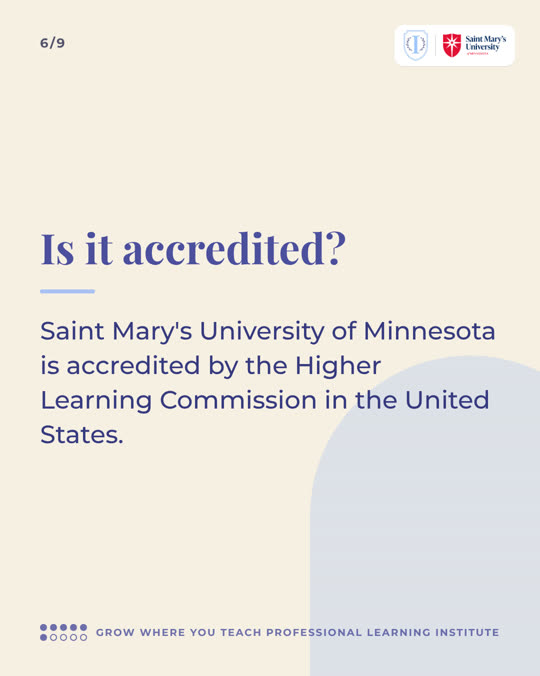 6/9
Saint Mary's
University
Is it accredited?
Saint Mary's University of Minnesota
is accredited by the Higher
Learning Commission in the United
States.
GROW WHERE YOU TEACH PROFESSIONAL LEARNING INSTITUTE